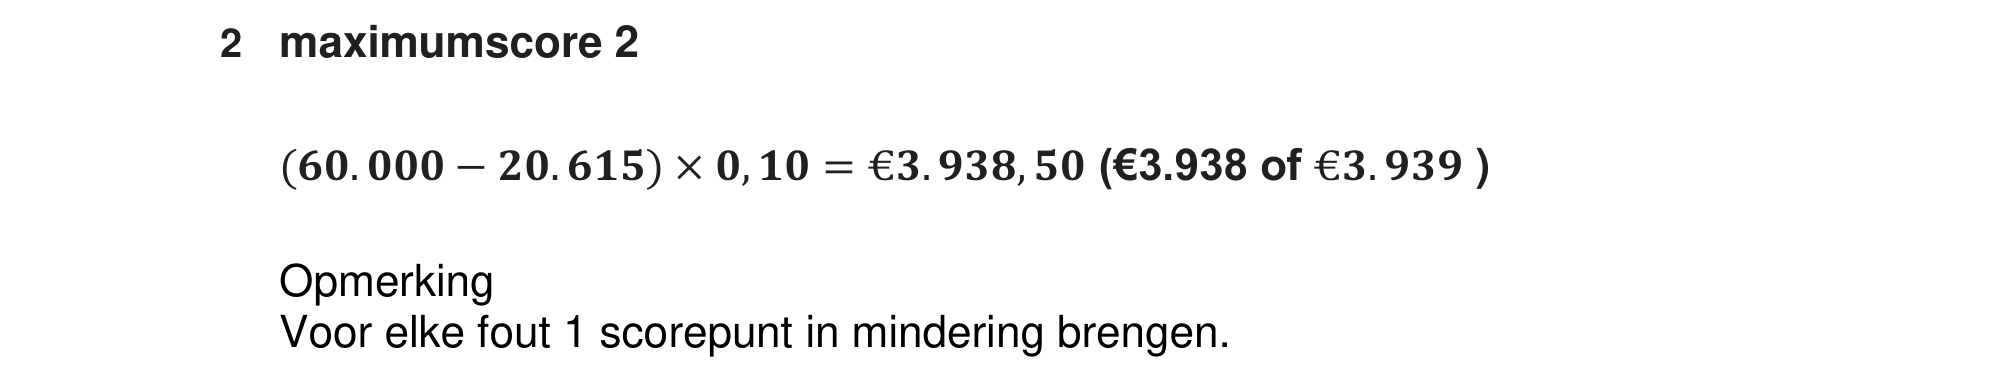 2 maximumscore 2
(60.000 − 20.615) × 0,10 = €3.938,50 (€3.938 of €3.939 )
Opmerking
Voor elke fout 1 scorepunt in mindering brengen.